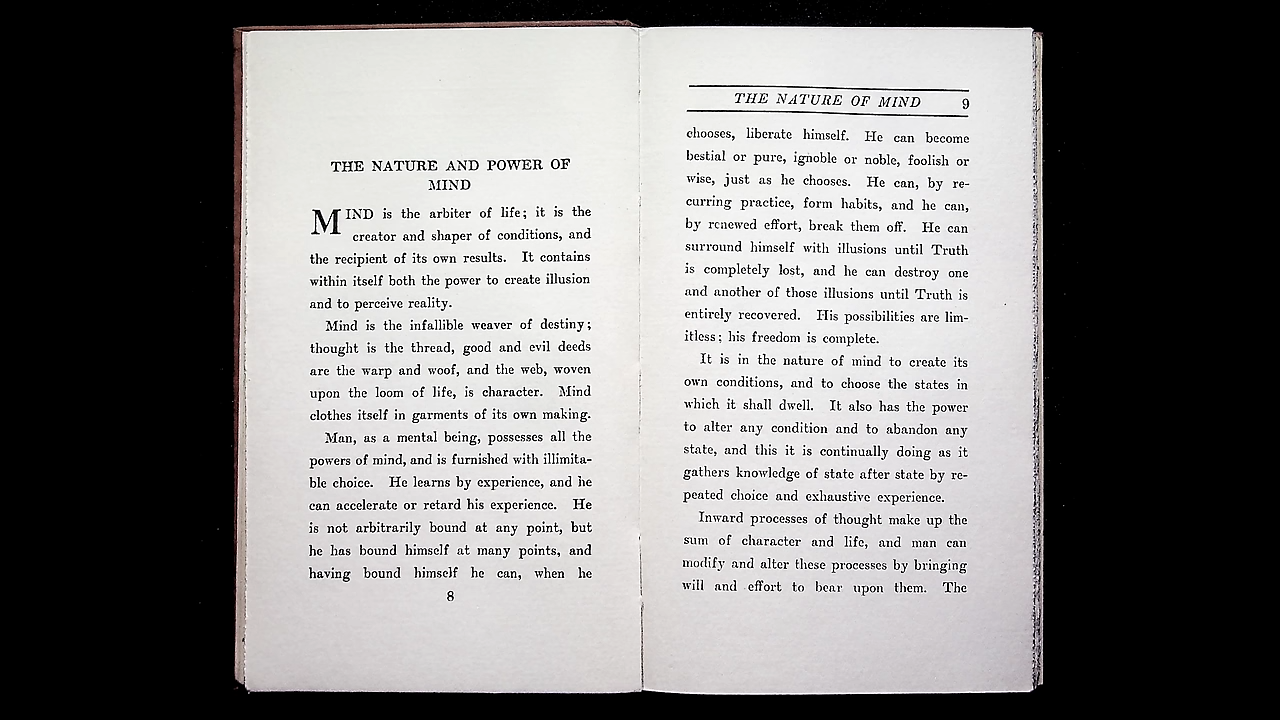 THE NATURE AND POWER OF
MIND
MIND is the arbiter of life; it is the
creator and shaper of conditions, and
the recipient of its own results. It contains
within itself both the power to create illusion
and to perceive reality.
Mind is the infallible weaver of destiny;
thought is the thread, good and evil deeds
are the warp and woof, and the web, woven
upon the loom of life, is character. Mind
clothes itself in garments of its own making.
Man, as a mental being, possesses all the
powers of mind, and is furnished with illimita-
ble choice. He learns by experience, and he
can accelerate or retard his experience. He
is not arbitrarily bound at any point, but
he has bound himself at many points, and
having bound himself he can, when he
8
THE NATURE OF MIND 9
chooses, liberate himself. He can become
bestial or pure, ignoble or noble, foolish or
wise, just as he chooses. He can, by re-
curring practice, form habits, and he can,
by renewed effort, break them off. He can
surround himself with illusions until Truth
is completely lost, and he can destroy one
and another of those illusions until Truth is
entirely recovered. His possibilities are lim-
itless; his freedom is complete.
It is in the nature of mind to create its
own conditions, and to choose the states in
which it shall dwell. It also has the power
to alter any condition and to abandon any
state, and this it is continually doing as it
gathers knowledge of state after state by re-
peated choice and exhaustive experience.
Inward processes of thought make up the
sum of character and life, and man can
modify and alter these processes by bringing
will and effort to bear upon them. The